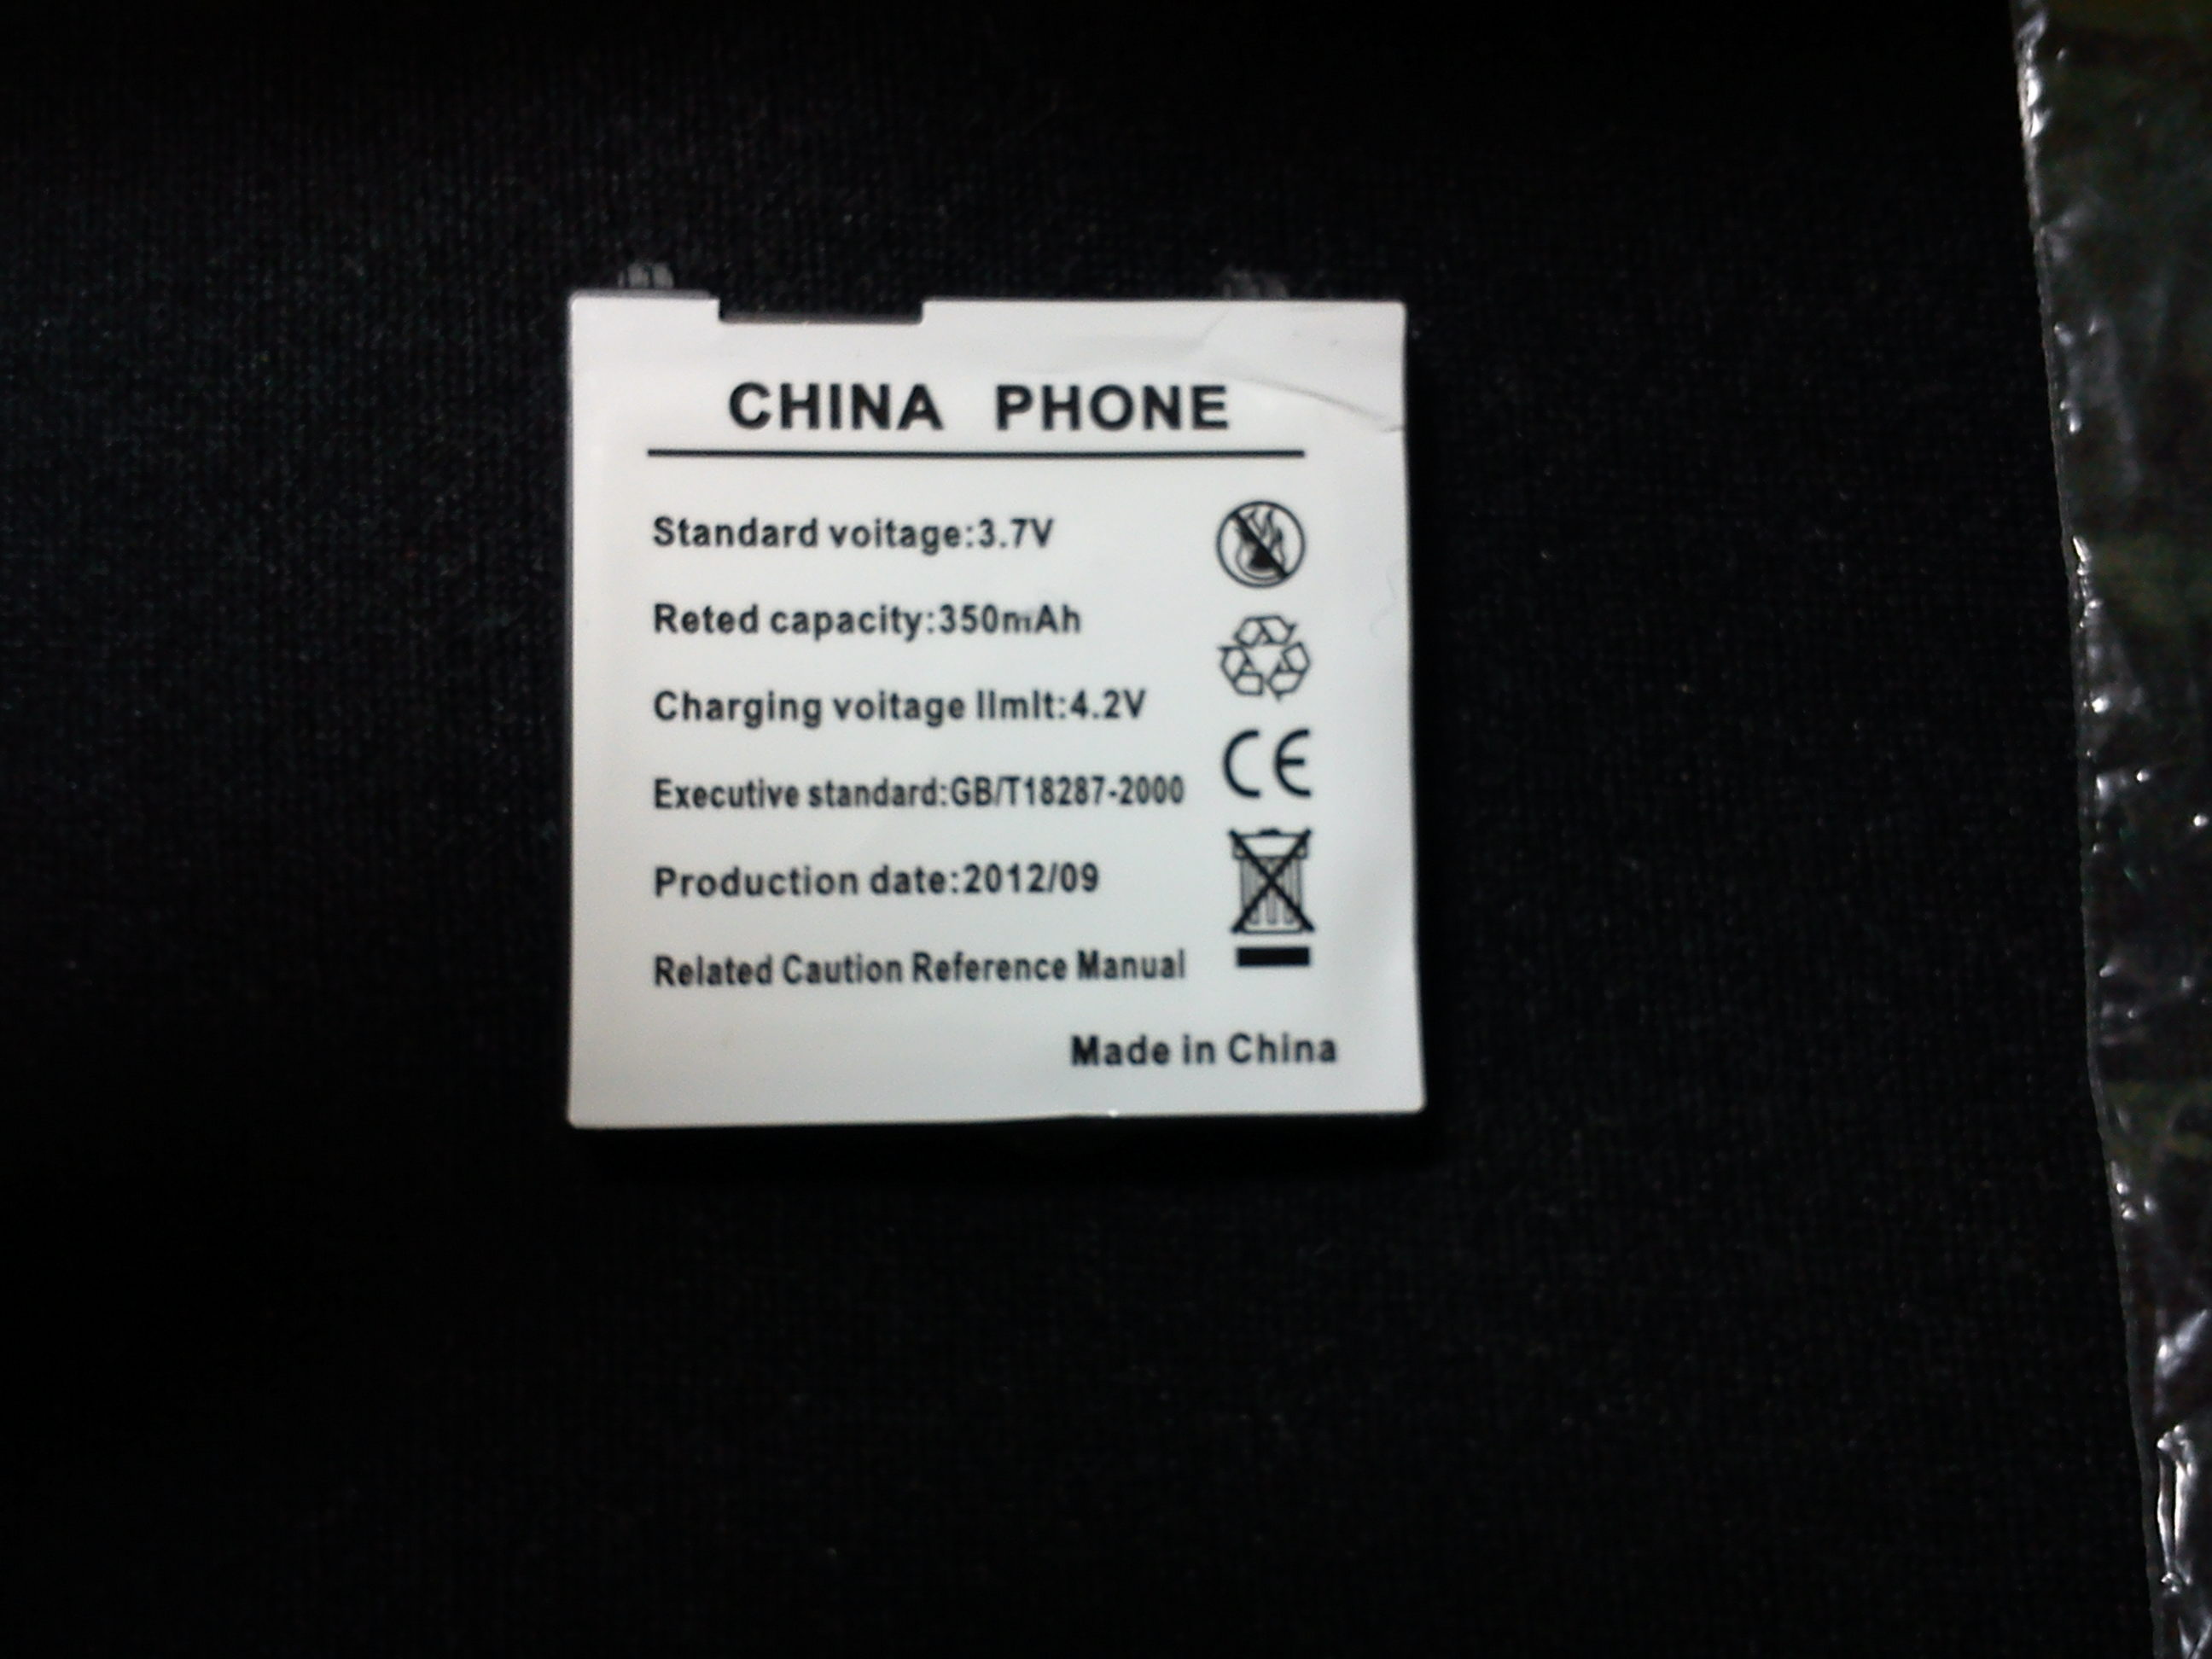 CHINA PHONE
Standard voitage:3.7V
Reted capacity:350mAh
Charging voitage llmlt:4.2V
Executive standard:GB/T18287-2000
CE
Production date:2012/09
Related Caution Reference Manual
Made in China